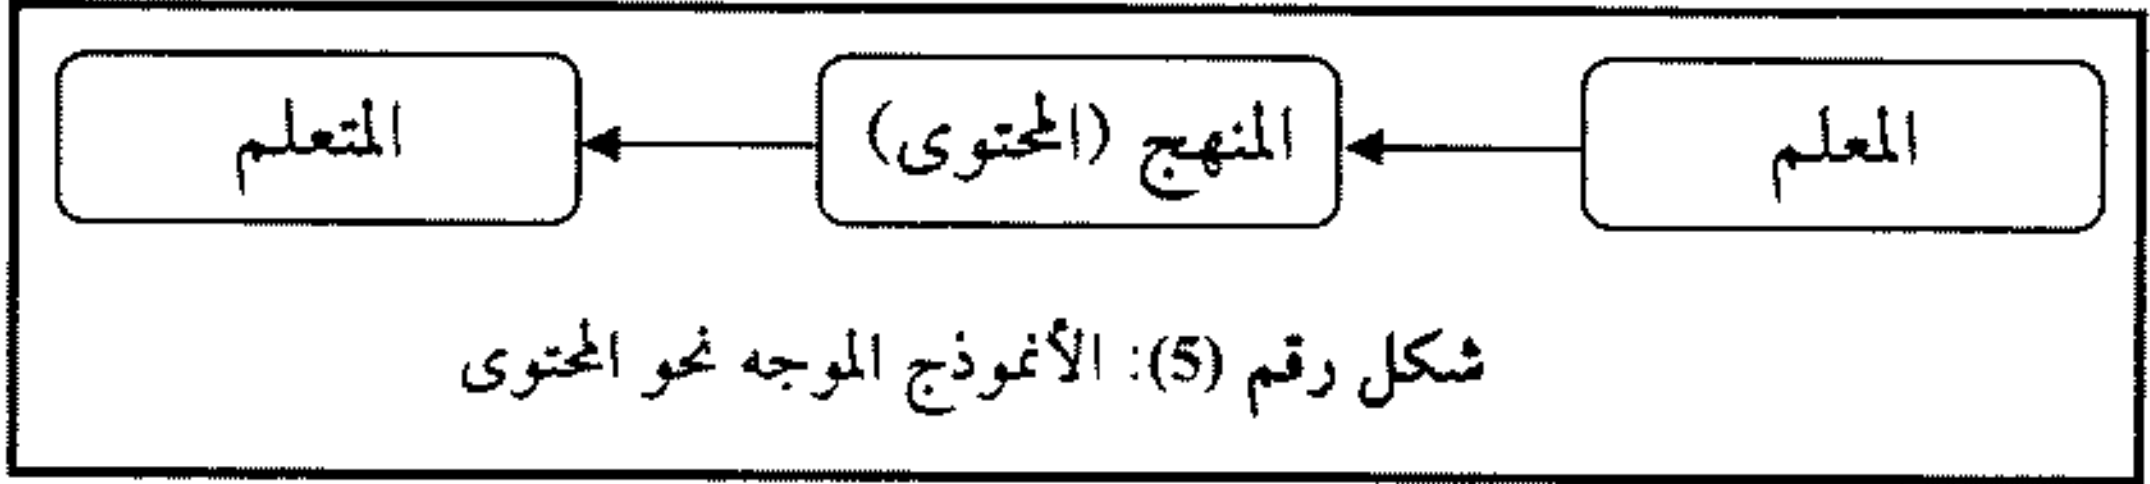 المعلم
المنهج (المحتوى)
المتعلم
شكل رقم (5): الأنموذج الموجه نحو المحتوى